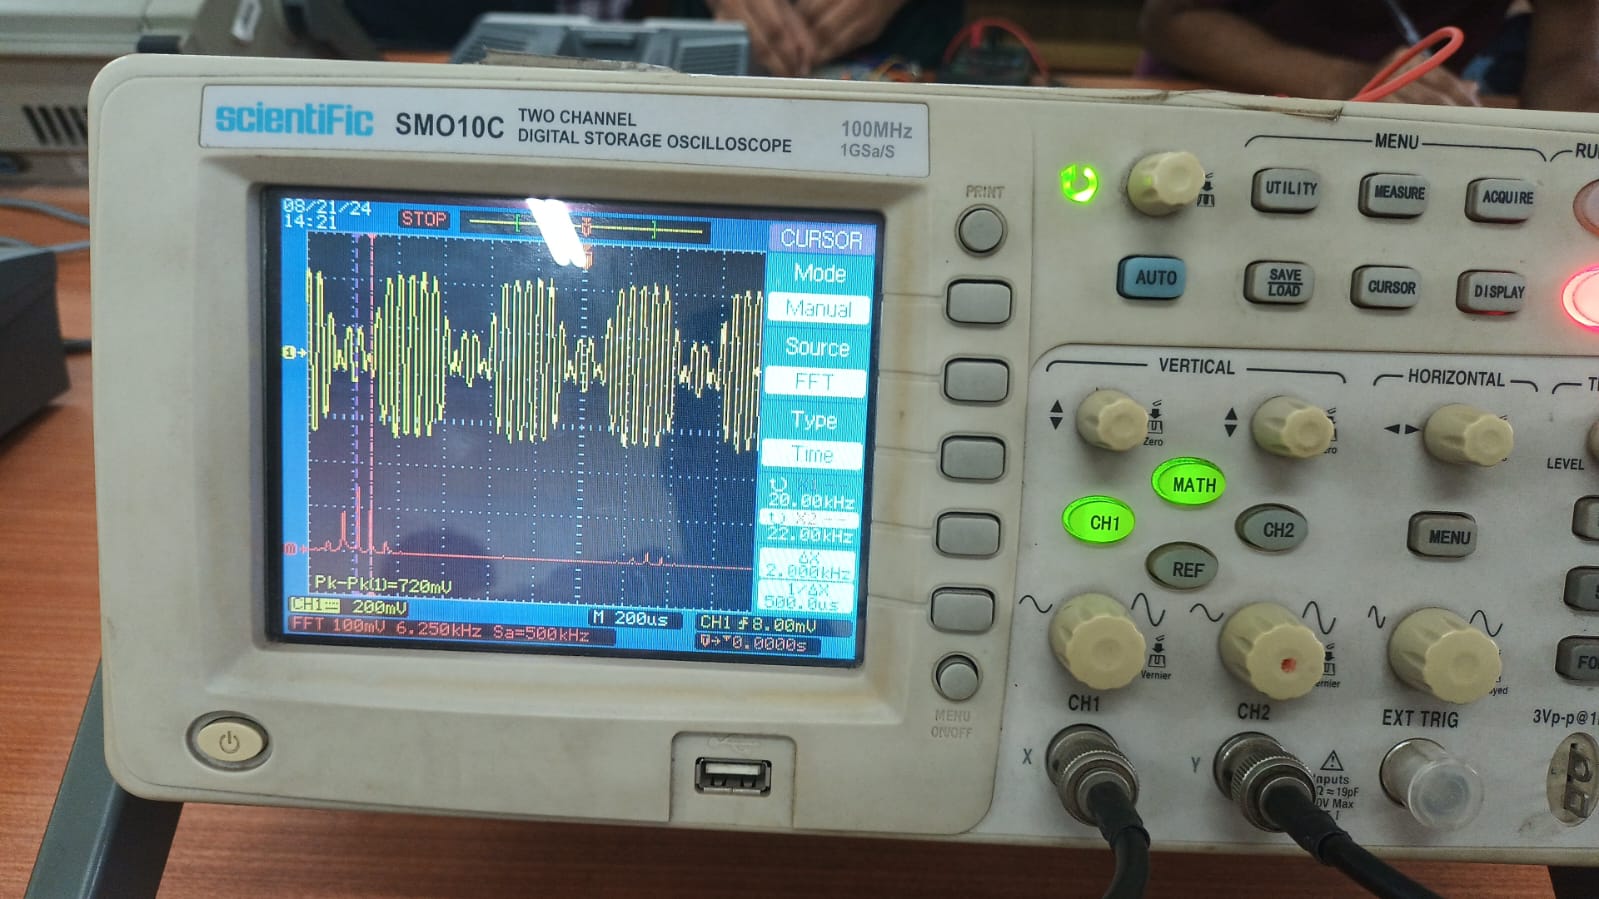 scientiFic SMO10C TWO CHANNEL
DIGITAL STORAGE OSCILLOSCOPE
100MHz
1GSa/S
08/21/24
14:21
STOP
CURSOR
Mode
Manual
Source
FFT
Type
Time
20.00kHz
X2
22.00kHz
ΔX
2.000kHz
1/ΔX
500.0us
1
m
Pk-Pk(1)=720mV
CH1 200mV
M 200us
CH1 8.00mV
FFT 100mV 6.250kHz Sa=500kHz
0.0000s
PRINT
MENU
ON/OFF
MENU
UTILITY
MEASURE
ACQUIRE
AUTO
SAVE
LOAD
CURSOR
DISPLAY
VERTICAL
HORIZONTAL
Zero
LEVEL
MATH
CH1
CH2
REF
MENU
Vernier
CH1
CH2
EXT TRIG
X
Y